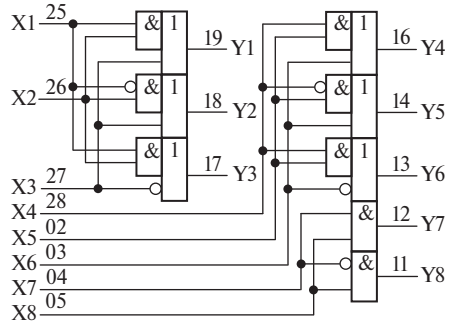 X1 25
X2 26
X3 27
X4 28
X5 02
X6 03
X7 04
X8 05
& 1 19 Y1
& 1 18 Y2
& 1 17 Y3
& 1 16 Y4
& 1 14 Y5
& 1 13 Y6
& 12 Y7
& 11 Y8